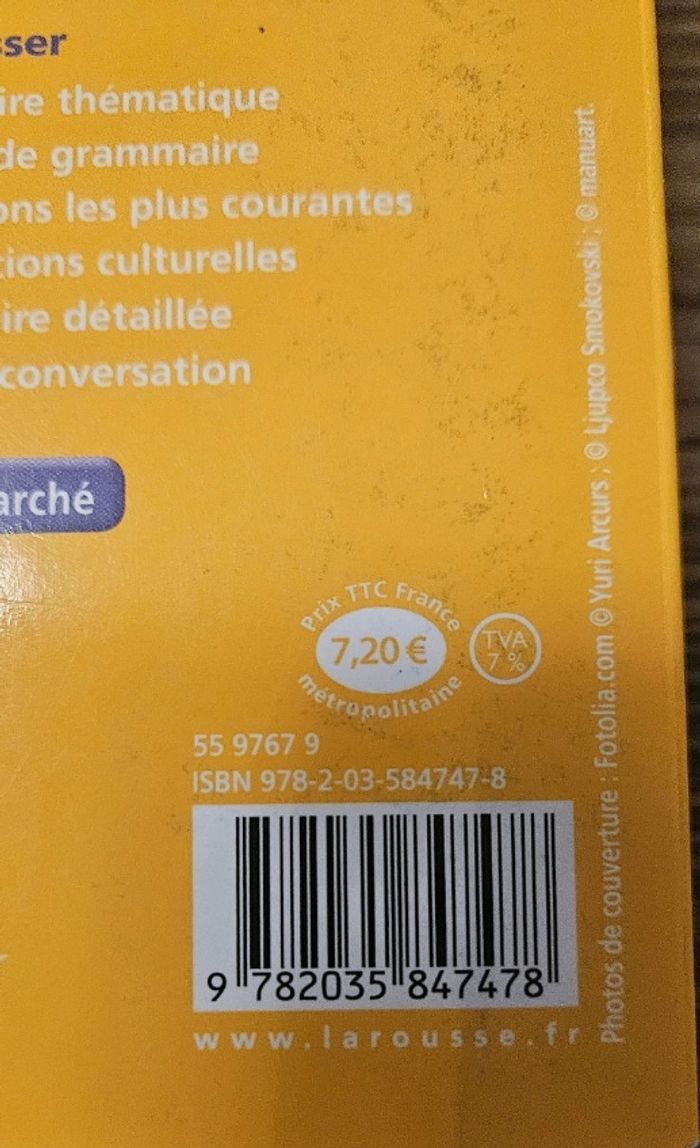 sser
ire thématique
de grammaire
ons les plus courantes
tions culturelles
ire détaillée
conversation
arché
Prix TTC France
7,20 €
métropolitaine
TVA
7 %
55 9767 9
ISBN 978-2-03-584747-8
9 782035 847478
www.larousse.fr
Photos de couverture : Fotolia.com © Yuri Arcurs ; © Ljupco Smokovski ; © manuart.